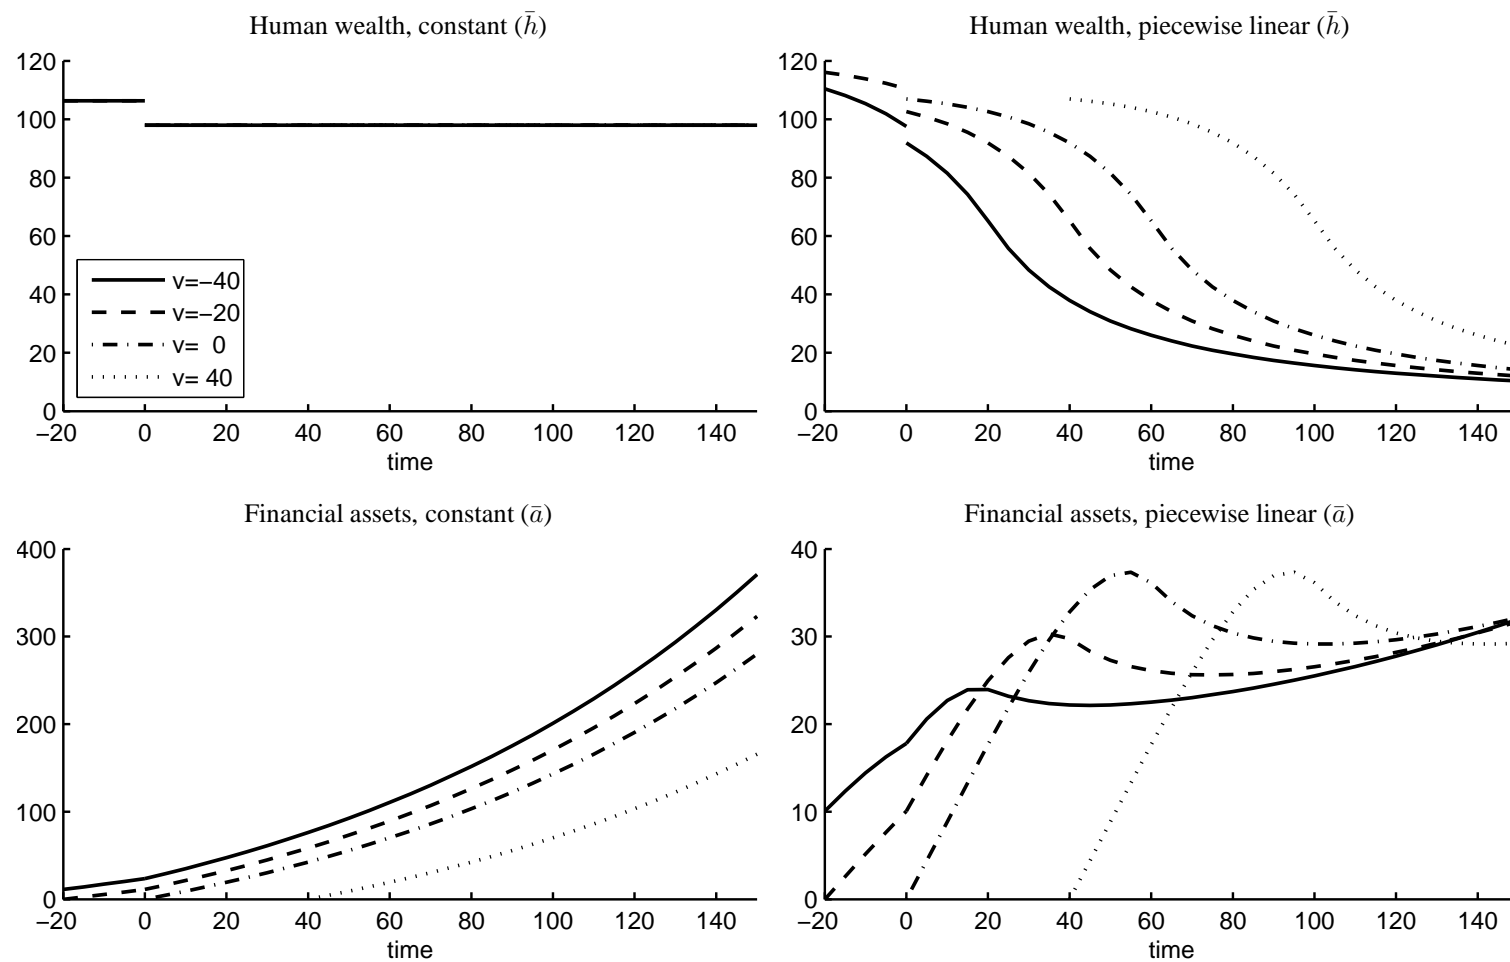 Human wealth, constant (h̄)
120
100
80
60
40
20
0
v=−40
v=−20
v= 0
v= 40
−20 0 20 40 60 80 100 120 140
time
Human wealth, piecewise linear (h̄)
120
100
80
60
40
20
0
−20 0 20 40 60 80 100 120 140
time
Financial assets, constant (ā)
400
300
200
100
0
−20 0 20 40 60 80 100 120 140
time
Financial assets, piecewise linear (ā)
40
30
20
10
0
−20 0 20 40 60 80 100 120 140
time